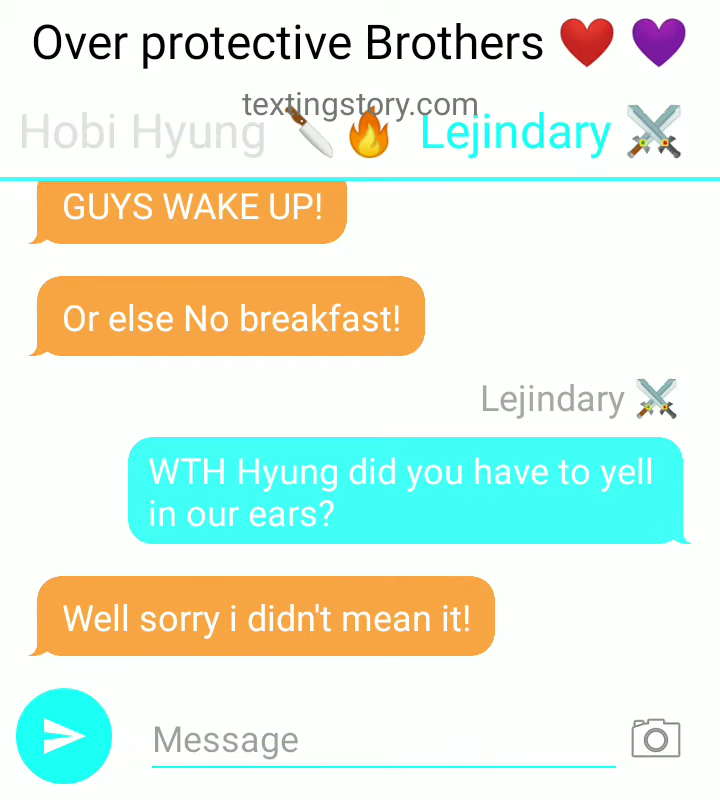 Over protective Brothers ❤️ 💜
textingstory.com
Hobi Hyung 🔪 🔥 Lejindary ⚔️
GUYS WAKE UP!
Or else No breakfast!
Lejindary ⚔️
WTH Hyung did you have to yell
in our ears?
Well sorry i didn't mean it!
Message